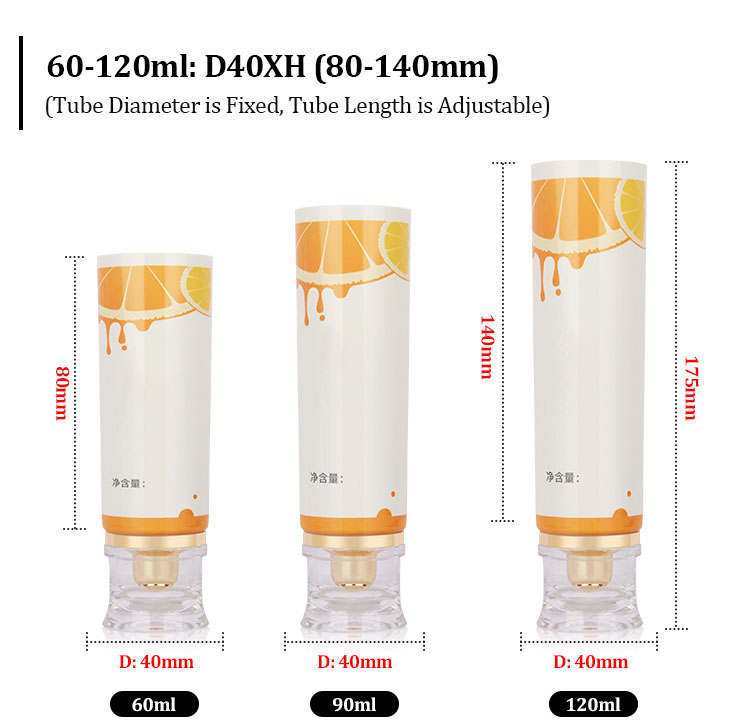 60-120ml: D40XH (80-140mm)
(Tube Diameter is Fixed, Tube Length is Adjustable)
80mm
140mm
175mm
净含量:
净含量:
净含量:
D: 40mm
D: 40mm
D: 40mm
60ml
90ml
120ml